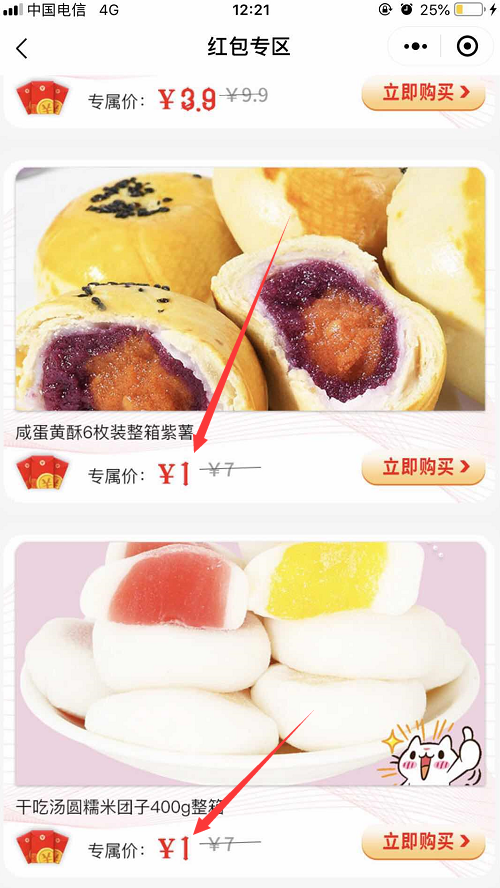 中国电信 4G 12:21 25%
红包专区
专属价： ¥3.9 ¥9.9 立即购买
咸蛋黄酥6枚装整箱紫薯
专属价： ¥1 ¥7 立即购买
干吃汤圆糯米团子400g整箱
专属价： ¥1 ¥7 立即购买